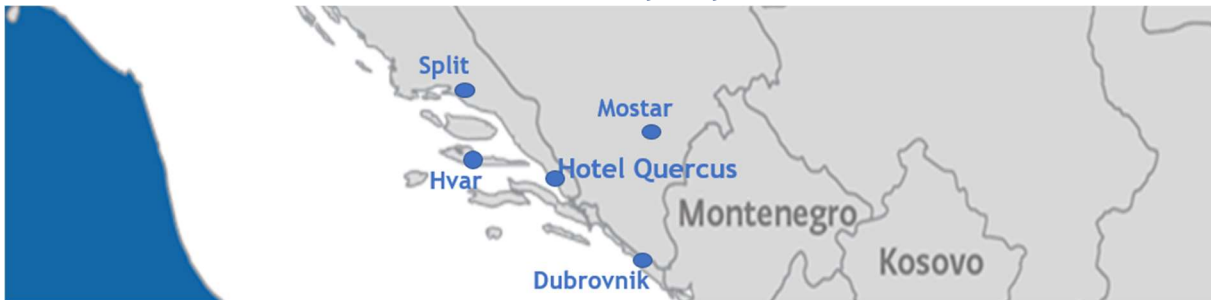 Split
Mostar
Hotel Quercus
Hvar
Montenegro
Kosovo
Dubrovnik